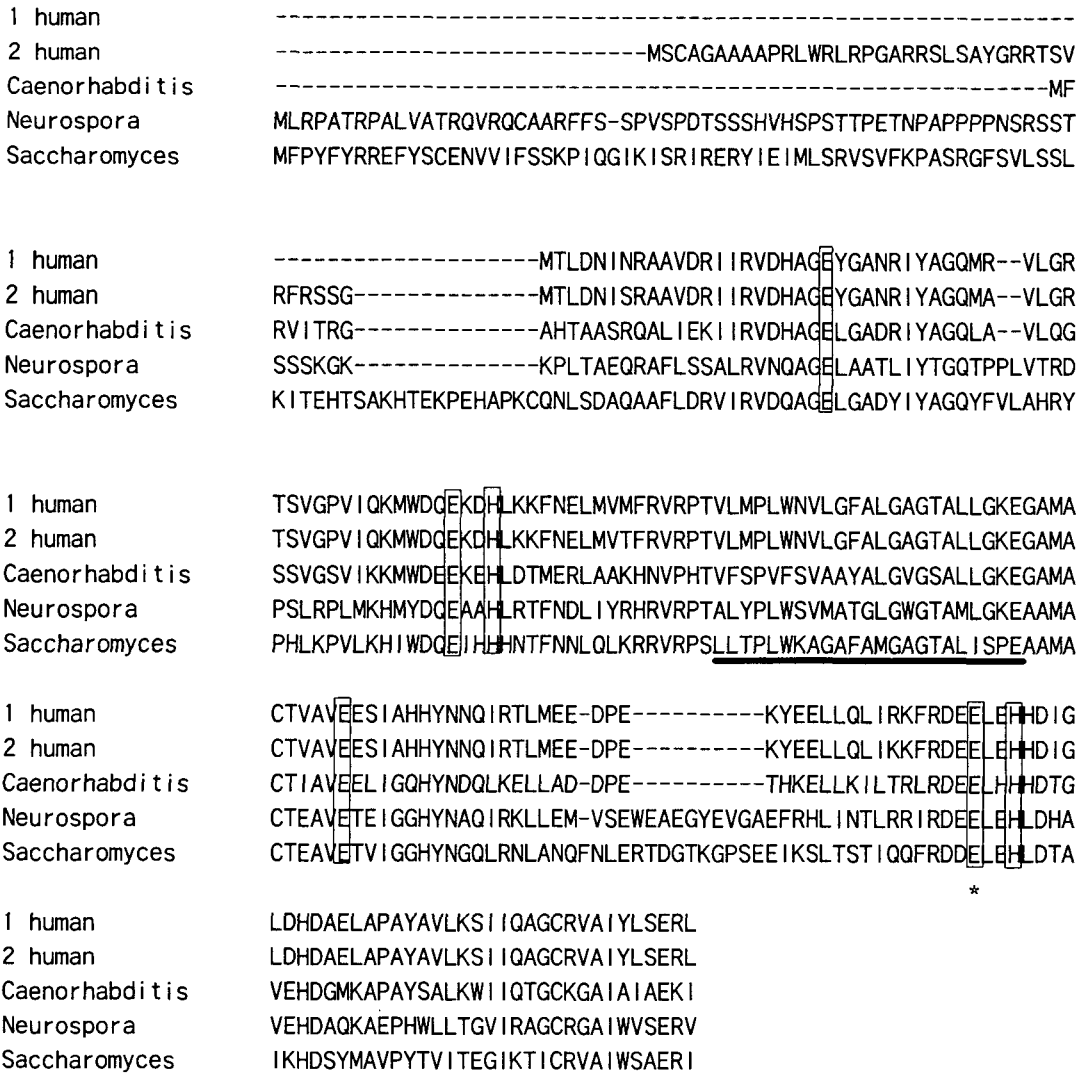 1 human ------------------------------------------------------------
2 human ----------------------------MSCAGAAAAPRLWRLRPGARRSLSAYGRRTSV
Caenorhabditis ----------------------------------------------------------MF
Neurospora MLRPATRPALVATRQVRQCAARFFS-SPVSPDTSSSHVHSPSTTPETNPAPPPPNSRSST
Saccharomyces MFPYFYRREFYSCENVVIFSSKPIQGIKISRIRERYIEIMLSRVSVFKPASRGFSVLSSL
1 human --------------------MTLDNINRAAVDRIIRVDHAGEYGANRIYAGQMR--VLGR
2 human RFRSSG--------------MTLDNISRAAVDRIIRVDHAGEYGANRIYAGQMA--VLGR
Caenorhabditis RVITRG--------------AHTAASRQALIEKIIRVDHAGELGADRIYAGQLA--VLQG
Neurospora SSSKGK--------------KPLTAEQRAFLSSALRVNQAGELAATLIYTGQTPPLVTRD
Saccharomyces KITEHTSAKHTEKPEHAPKCQNLSDAQAAFLDRVIRVDQAGELGADYIYAGQYFVLAHRY
1 human TSVGPVIQKMWDQEKDHLKKFNELMVMFRVRPTVLMPLWNVLGFALGAGTALLGKEGAMA
2 human TSVGPVIQKMWDQEKDHLKKFNELMVTFRVRPTVLMPLWNVLGFALGAGTALLGKEGAMA
Caenorhabditis SSVGSVIKKMWDEEKEHLDTMERLAAKHNVPHTVFSPVFSVAAYALGVGSALLGKEGAMA
Neurospora PSLRPLMKHMYDQEAAHLRTFNDLIYRHRVRPTALYPLWSVMATGLGWGTAMLGKEAAMA
Saccharomyces PHLKPVLKHIWDQEIHHHNTFNNLQLKRRVRPSLLTPLWKAGAFAMGAGTALISPEAAMA
1 human CTVAVEESIAHHYNNQIRTLMEE-DPE----------KYEELLQLIRKFRDEELEHHDIG
2 human CTVAVEESIAHHYNNQIRTLMEE-DPE----------KYEELLQLIKKFRDEELEHHDIG
Caenorhabditis CTIAVEELIGQHYNDQLKELLAD-DPE----------THKELLKILTRLRDEELHHHDTG
Neurospora CTEAVETEIGGHYNAQIRKLLEM-VSEWEAEGYEVGAEFRHLINTLRRIRDEELEHLDHA
Saccharomyces CTEAVETVIGGHYNGQLRNLANQFNLERTDGTKGPSEEIKSLTSTIQQFRDDELEHLDTA
*
1 human LDHDAELAPAYAVLKSIIQAGCRVAIYLSERL
2 human LDHDAELAPAYAVLKSIIQAGCRVAIYLSERL
Caenorhabditis VEHDGMKAPAYSALKWIIQTGCKGAIAIAEKI
Neurospora VEHDAQKAEPHWLLTGVIRAGCRGAIWVSERV
Saccharomyces IKHDSYMAVPYTVITEGIKTICRVAIWSAERI